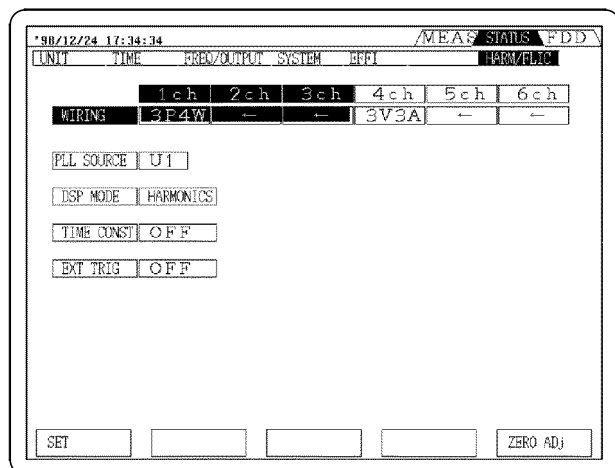 '98/12/24 17:34:34 MEAS STATUS FDD
UNIT TIME FREQ/OUTPUT SYSTEM EFFI HARM/FLIC
1ch 2ch 3ch 4ch 5ch 6ch
WIRING 3P4W ← ← 3V3A ← ←
PLL SOURCE U1
DSP MODE HARMONICS
TIME CONST OFF
EXT TRIG OFF
SET ZERO ADj